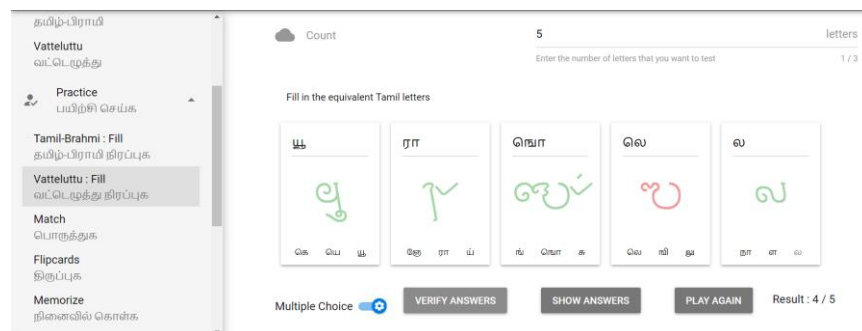 தமிழ்-பிராமி
Vatteluttu
வட்டெழுத்து
Practice
பயிற்சி செய்க
Tamil-Brahmi : Fill
தமிழ்-பிராமி நிரப்புக
Vatteluttu : Fill
வட்டெழுத்து நிரப்புக
Match
பொருத்துக
Flipcards
திருப்புக
Memorize
நினைவில் கொள்க
Count 5 letters
Enter the number of letters that you want to test 1 / 3
Fill in the equivalent Tamil letters
யூ ரா ஙொ லெ ல
கெ யெ யூ ஞே ரா ய் ங் ஙொ க லெ லு நா ள ல
Multiple Choice VERIFY ANSWERS SHOW ANSWERS PLAY AGAIN Result : 4 / 5